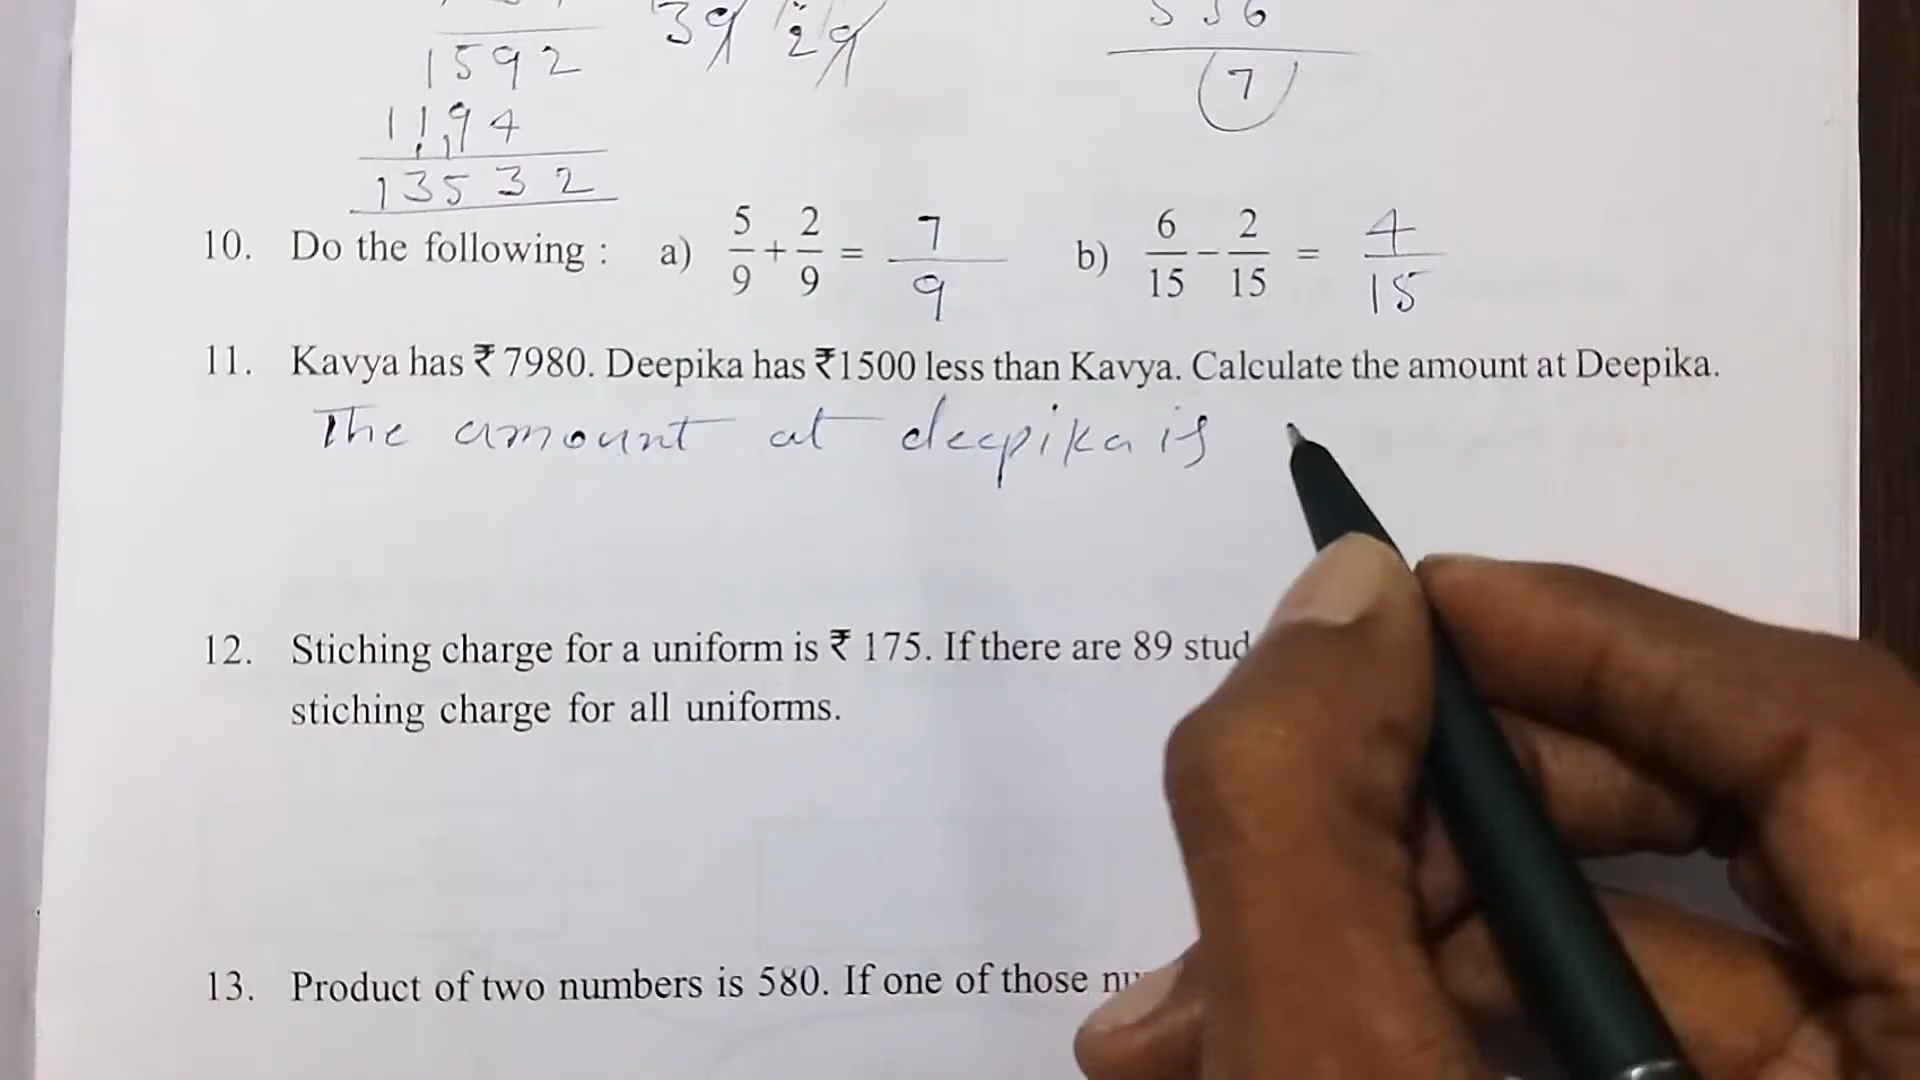 39 29
556
1592
7
1194
13532
10. Do the following : a) 5/9 + 2/9 = 7/9 b) 6/15 − 2/15 = 4/15
11. Kavya has ₹ 7980. Deepika has ₹1500 less than Kavya. Calculate the amount at Deepika.
The amount at deepika is
12. Stiching charge for a uniform is ₹ 175. If there are 89 stud
stiching charge for all uniforms.
13. Product of two numbers is 580. If one of those